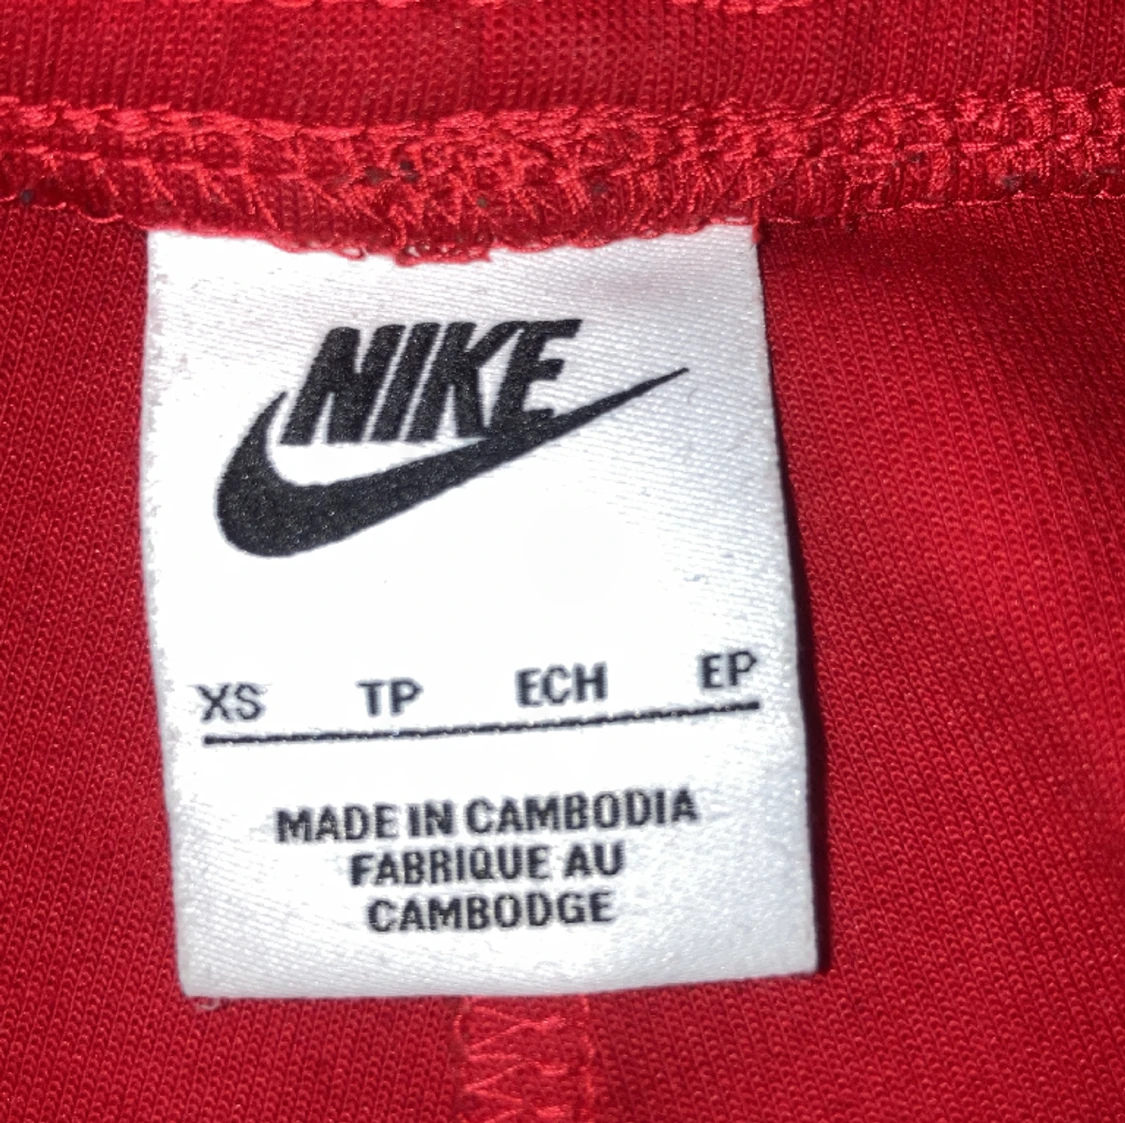 NIKE
XS TP ECH EP
MADE IN CAMBODIA
FABRIQUE AU
CAMBODGE